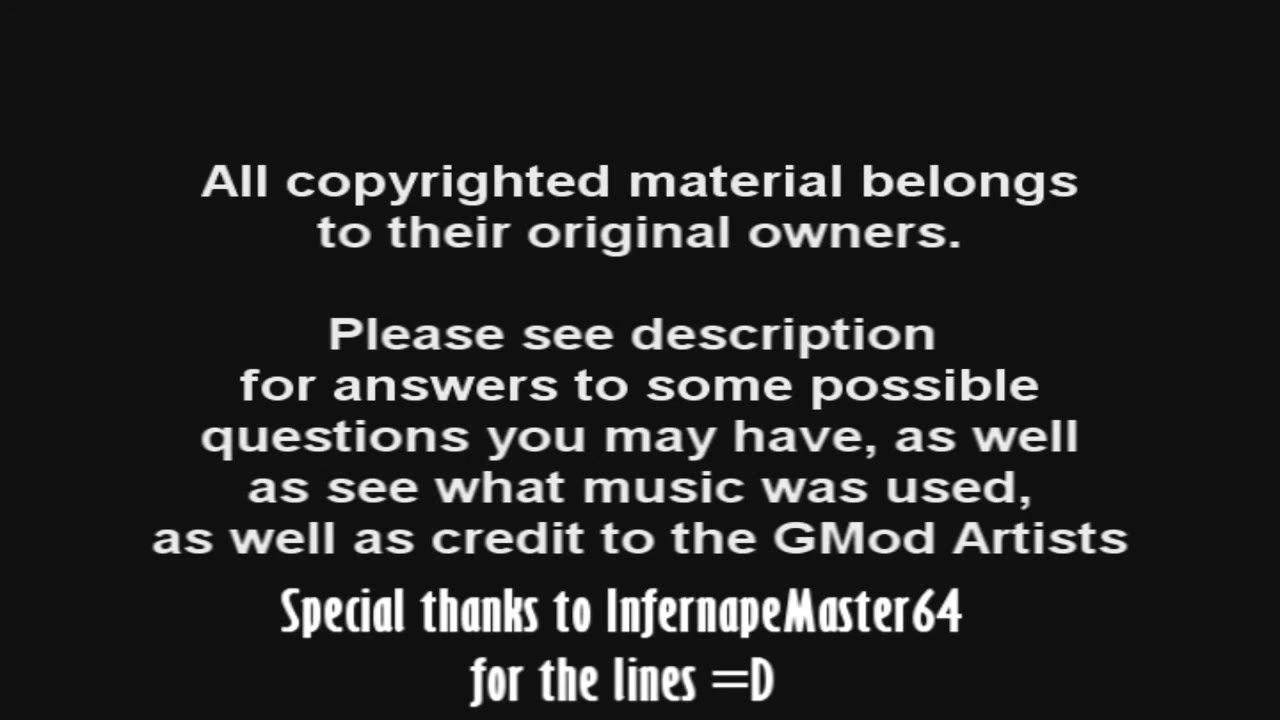 All copyrighted material belongs
to their original owners.
Please see description
for answers to some possible
questions you may have, as well
as see what music was used,
as well as credit to the GMod Artists
Special thanks to InfernapeMaster64
for the lines =D